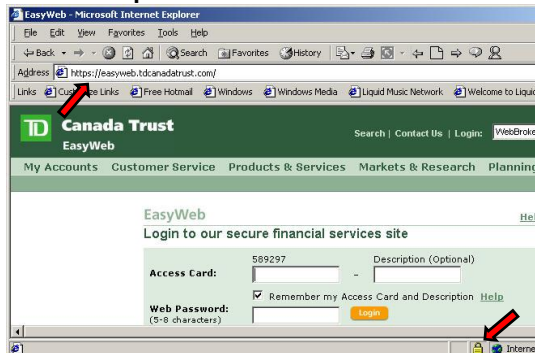 EasyWeb - Microsoft Internet Explorer
File Edit View Favorites Tools Help
Back Search Favorites History
Address https://easyweb.tdcanadatrust.com/
Links Links Free Hotmail Windows Windows Media Liquid Music Network Welcome to Liquid
TD Canada Trust
EasyWeb
Search | Contact Us | Login: WebBroke
My Accounts Customer Service Products & Services Markets & Research Planning
EasyWeb
Hel
Login to our secure financial services site
589297 Description (Optional)
Access Card: -
Remember my Access Card and Description Help
Web Password:
(5-8 characters)
Login
Interne